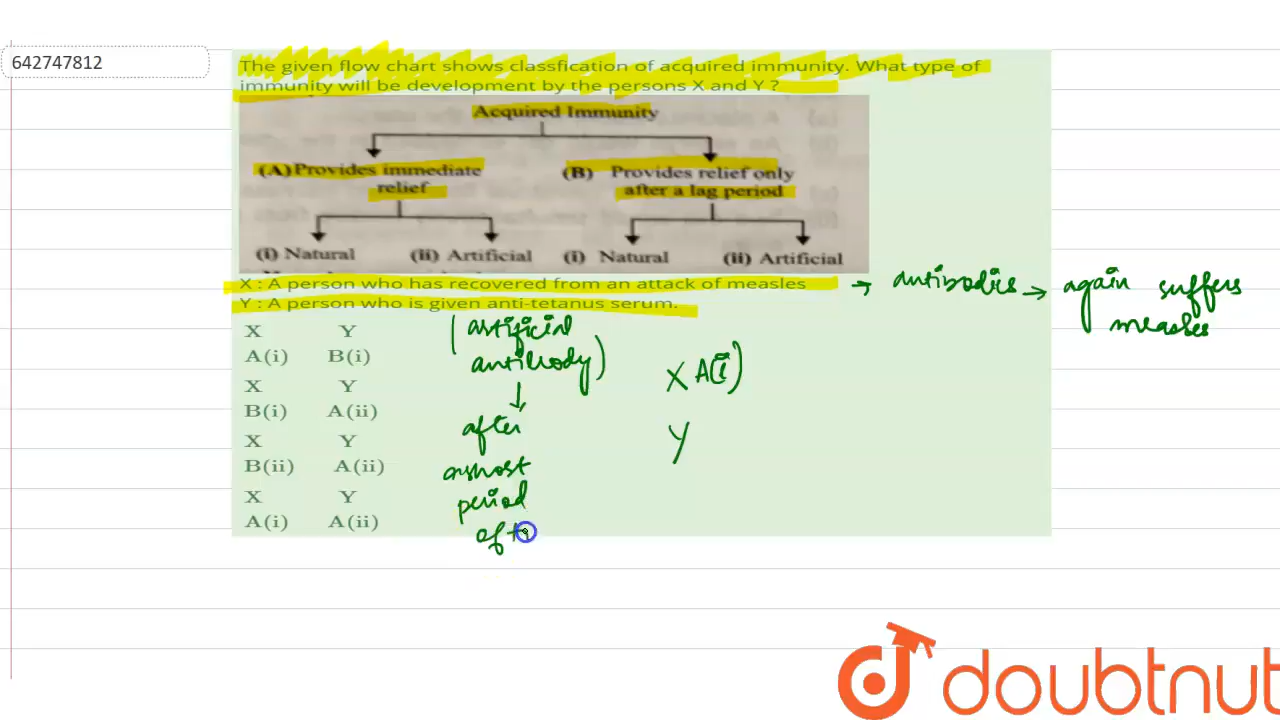 642747812
The given flow chart shows classfication of acquired immunity. What type of
immunity will be development by the persons X and Y ?
Acquired Immunity
(A)Provides immediate relief
(B) Provides relief only after a lag period
(i) Natural (ii) Artificial (i) Natural (ii) Artificial
X : A person who has recovered from an attack of measles
Y : A person who is given anti-tetanus serum.
X Y
A(i) B(i)
X Y
B(i) A(ii)
X Y
B(ii) A(ii)
X Y
A(i) A(ii)
→ antibodies → again suffers
measles
(artificial
antibody)
↓
after
period
of
X A(i)
Y
doubtnut